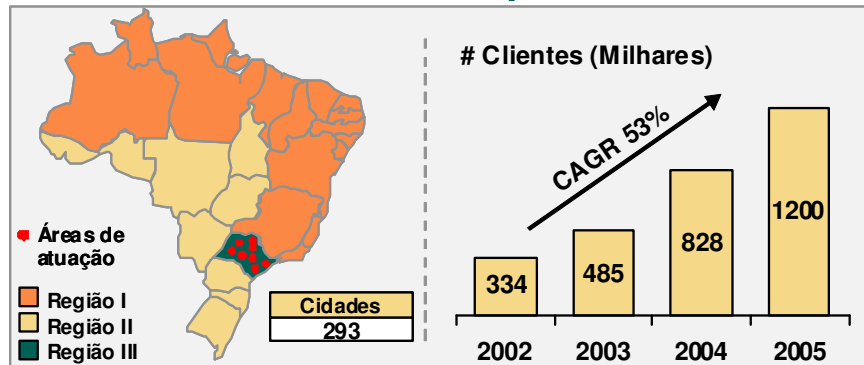 Áreas de
atuação
Região I
Região II
Região III
Cidades
293
# Clientes (Milhares)
CAGR 53%
334
485
828
1200
2002
2003
2004
2005